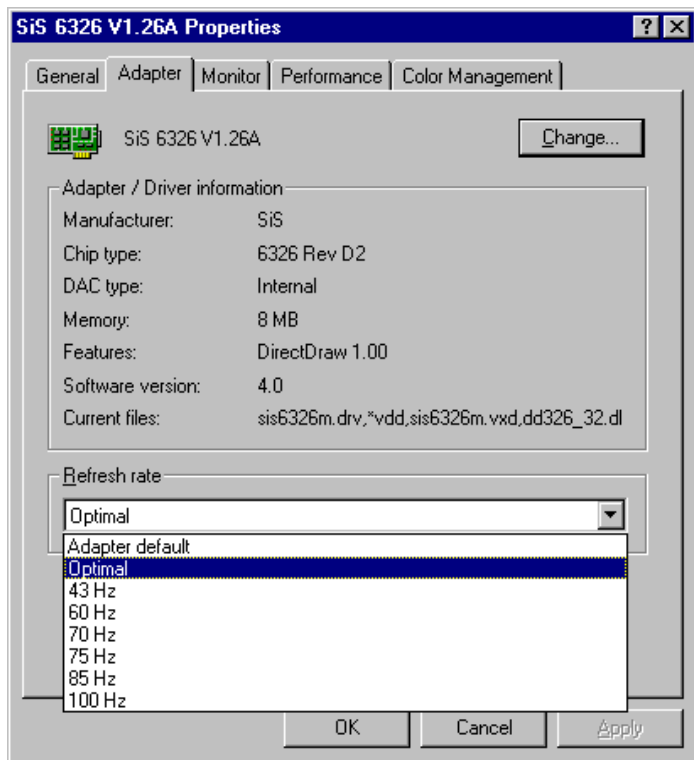 SiS 6326 V1.26A Properties
General Adapter Monitor Performance Color Management
SiS 6326 V1.26A Change...
Adapter / Driver information
Manufacturer: SiS
Chip type: 6326 Rev D2
DAC type: Internal
Memory: 8 MB
Features: DirectDraw 1.00
Software version: 4.0
Current files: sis6326m.drv,*vdd,sis6326m.vxd,dd326_32.dl
Refresh rate
Optimal
Adapter default
Optimal
43 Hz
60 Hz
70 Hz
75 Hz
85 Hz
100 Hz
OK Cancel Apply